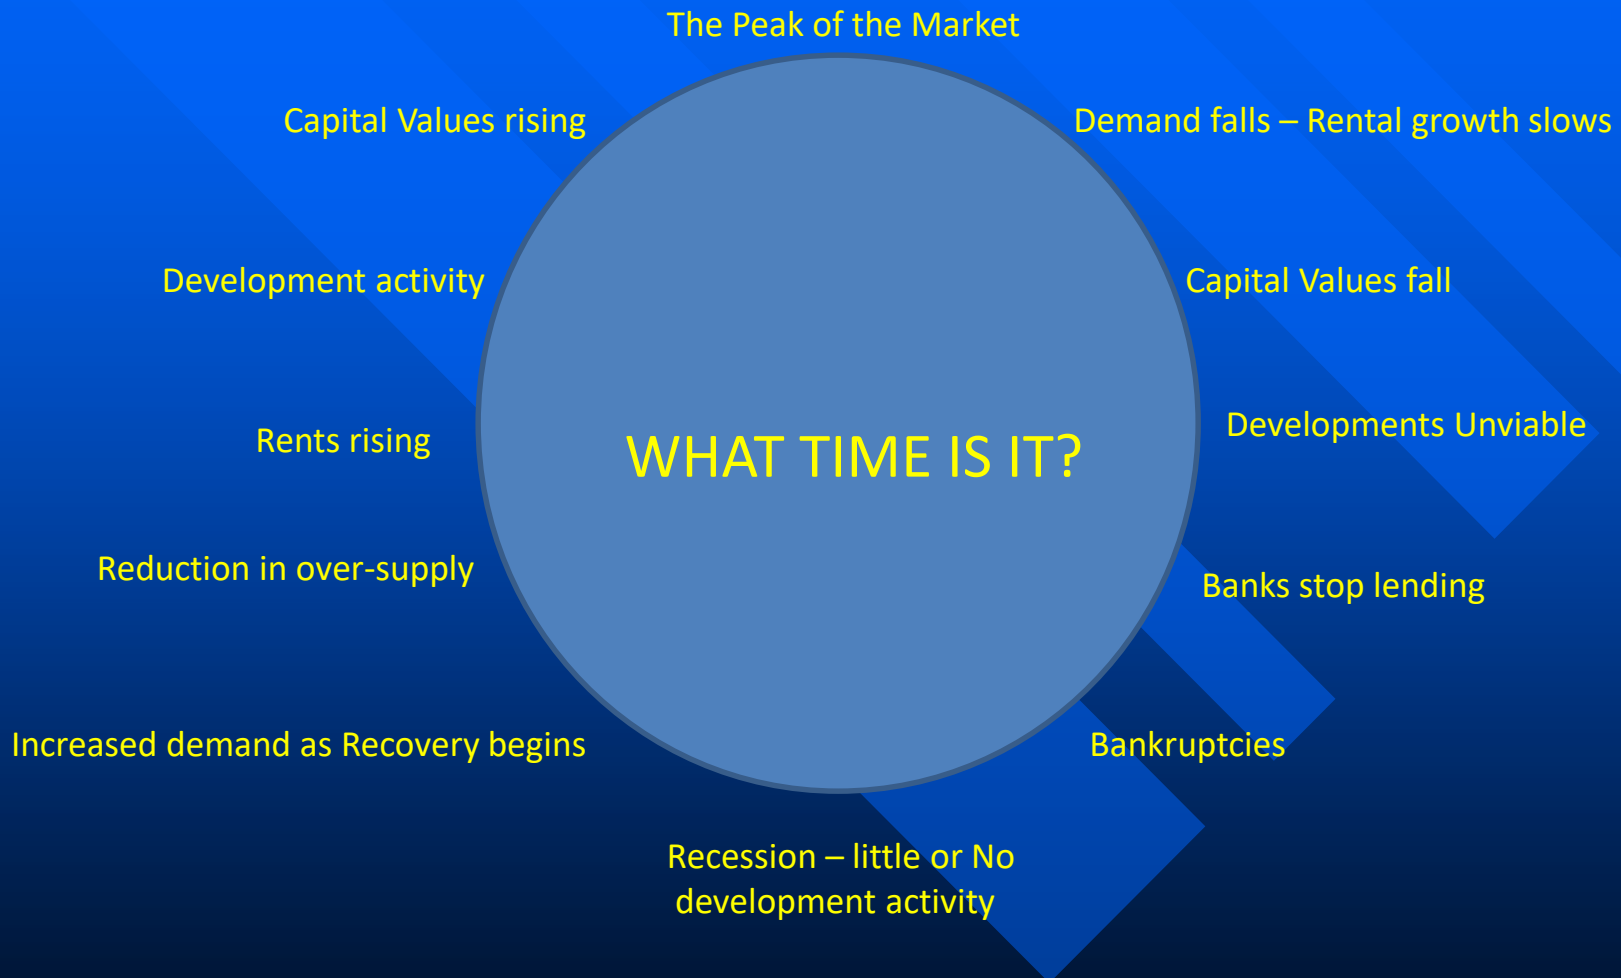 The Peak of the Market
Capital Values rising
Demand falls – Rental growth slows
Development activity
Capital Values fall
Rents rising
WHAT TIME IS IT?
Developments Unviable
Reduction in over-supply
Banks stop lending
Increased demand as Recovery begins
Bankruptcies
Recession – little or No
development activity